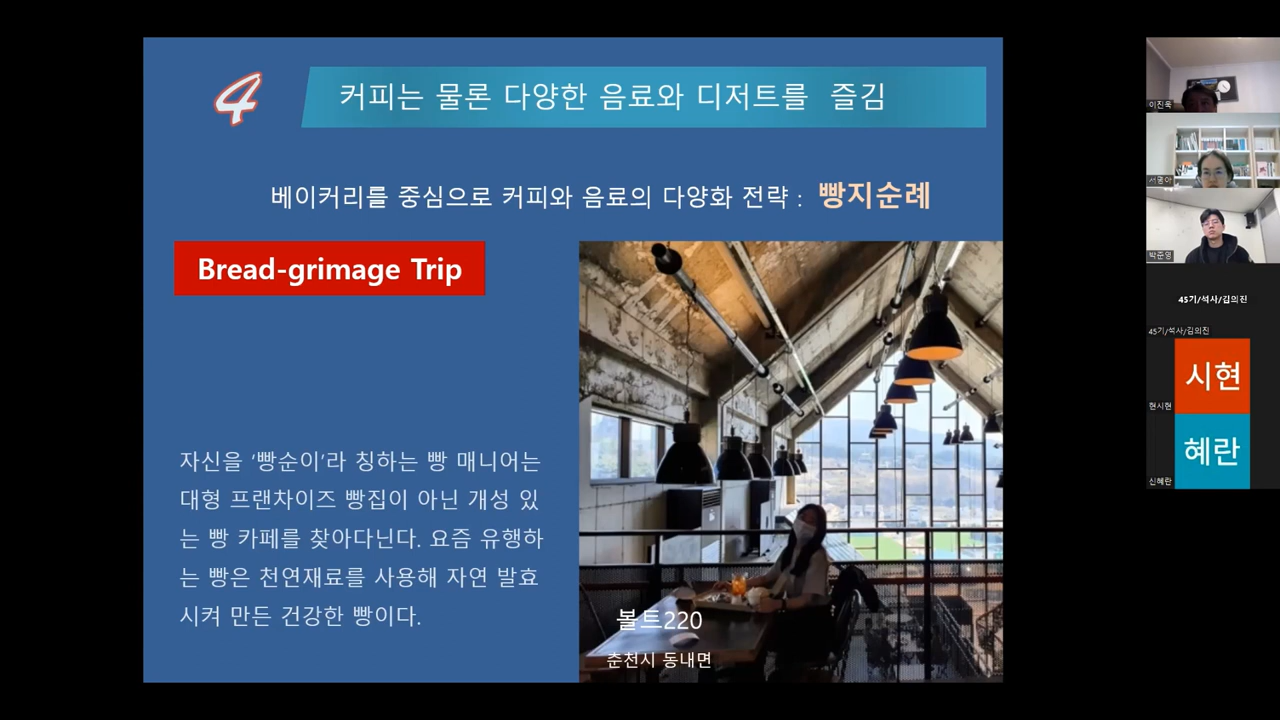 4
커피는 물론 다양한 음료와 디저트를 즐김
베이커리를 중심으로 커피와 음료의 다양화 전략 : 빵지순례
Bread-grimage Trip
자신을 '빵순이'라 칭하는 빵 매니어는
대형 프랜차이즈 빵집이 아닌 개성 있
는 빵 카페를 찾아다닌다. 요즘 유행하
는 빵은 천연재료를 사용해 자연 발효
시켜 만든 건강한 빵이다.
볼트220
춘천시 동내면
이진욱
박준영
45기/석사/김의진
45기/석사/김의진
시현
현시현
혜란
신혜란